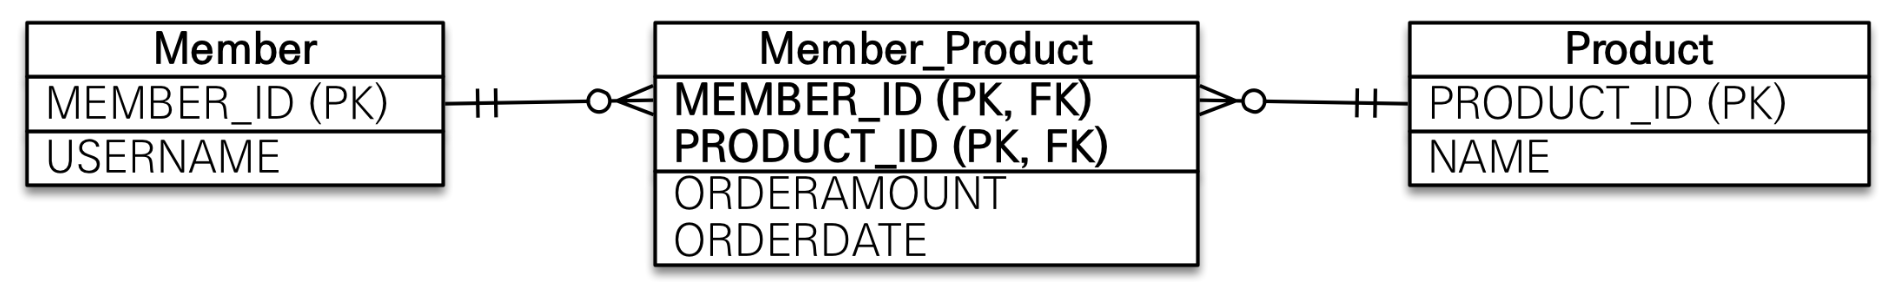 Member
MEMBER_ID (PK)
USERNAME
Member_Product
MEMBER_ID (PK, FK)
PRODUCT_ID (PK, FK)
ORDERAMOUNT
ORDERDATE
Product
PRODUCT_ID (PK)
NAME